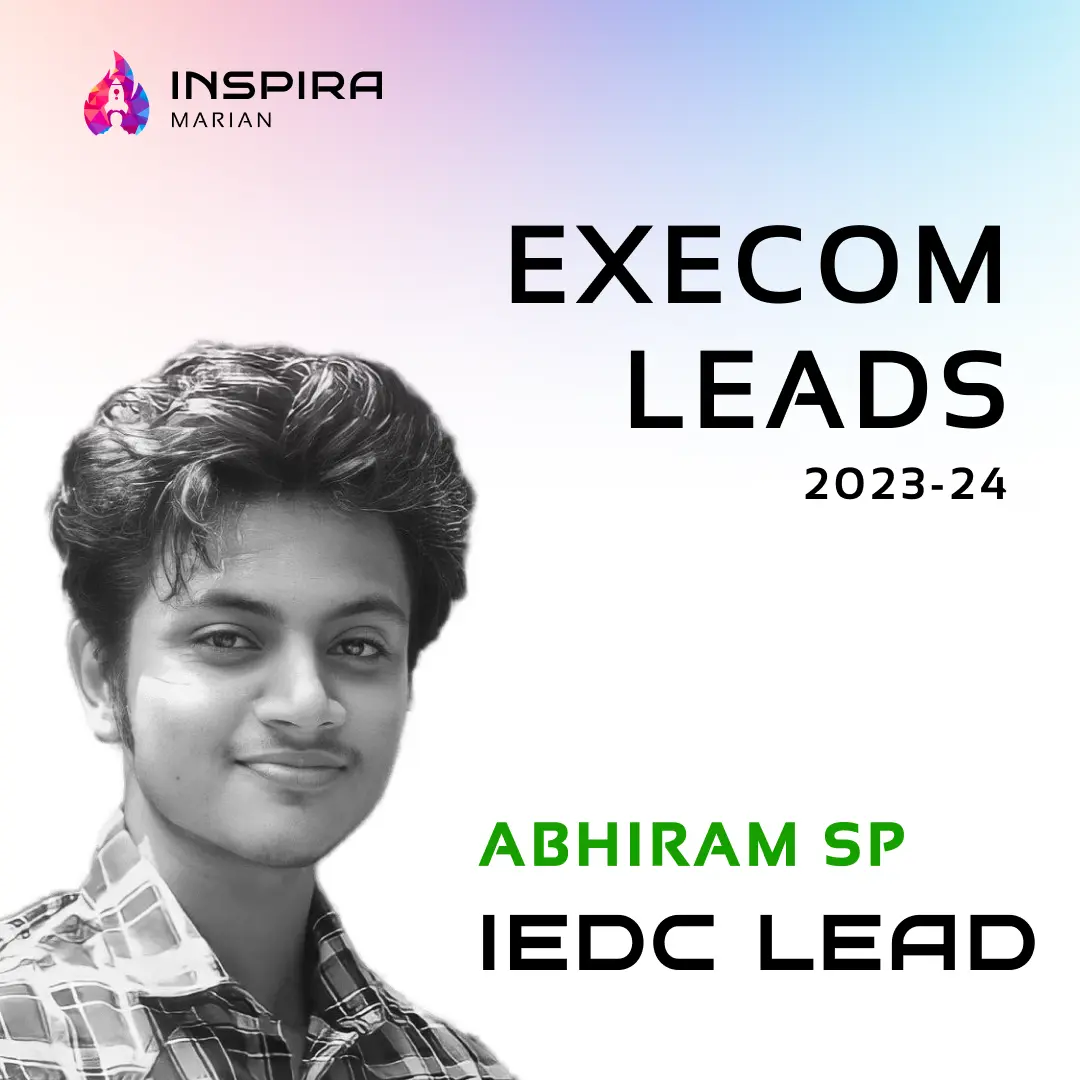 INSPIRA
MARIAN
EXECOM
LEADS
2023-24
ABHIRAM SP
IEDC LEAD